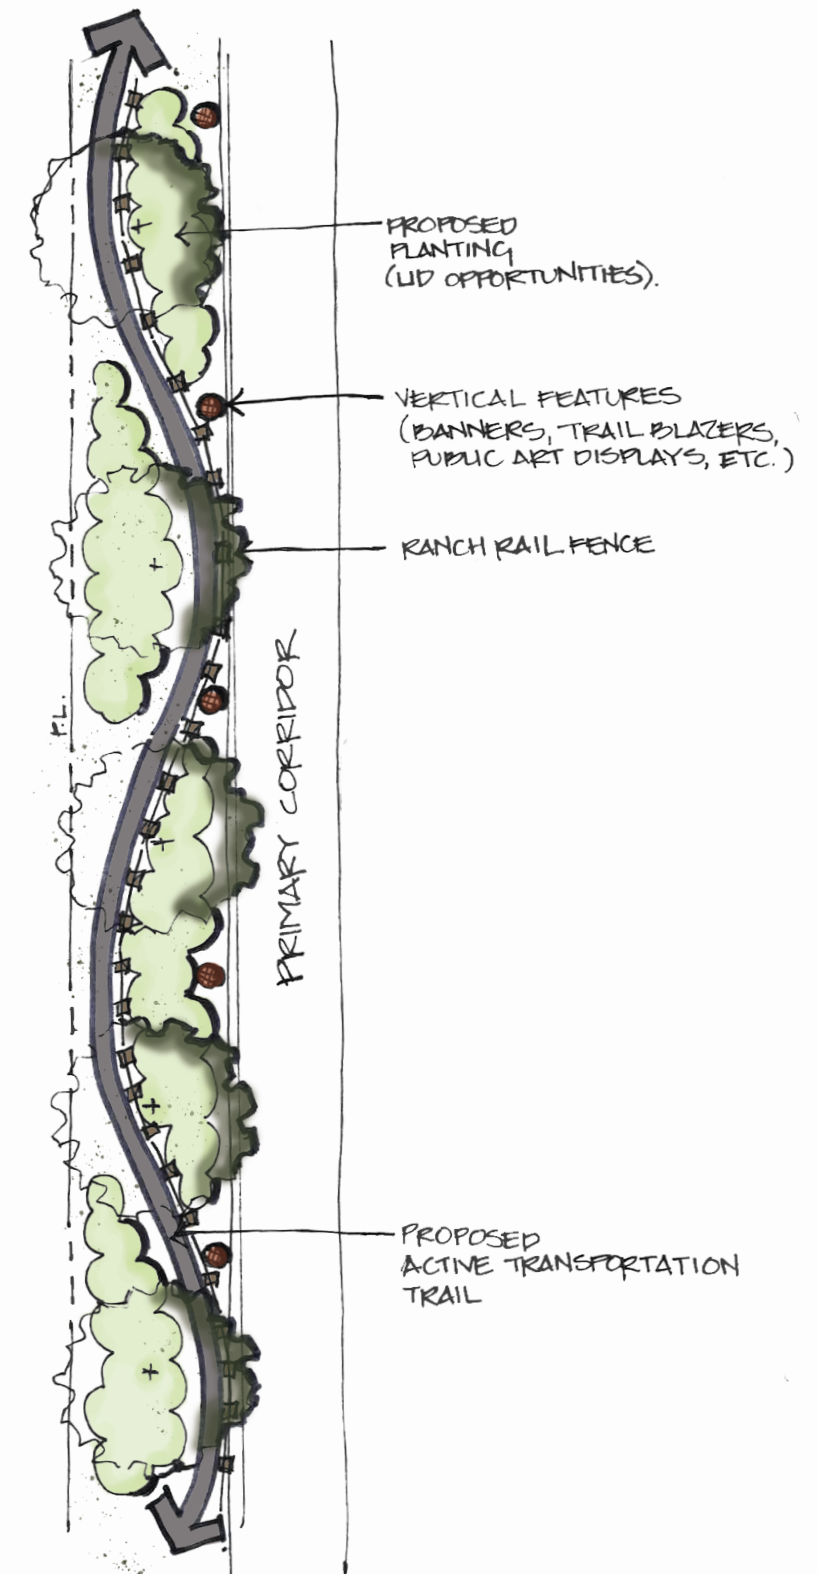 PROPOSED
PLANTING
(LID OPPORTUNITIES).
VERTICAL FEATURES
(BANNERS, TRAIL BLAZERS,
PUBLIC ART DISPLAYS, ETC.)
RANCH RAIL FENCE
PRIMARY CORRIDOR
P.L.
PROPOSED
ACTIVE TRANSPORTATION
TRAIL